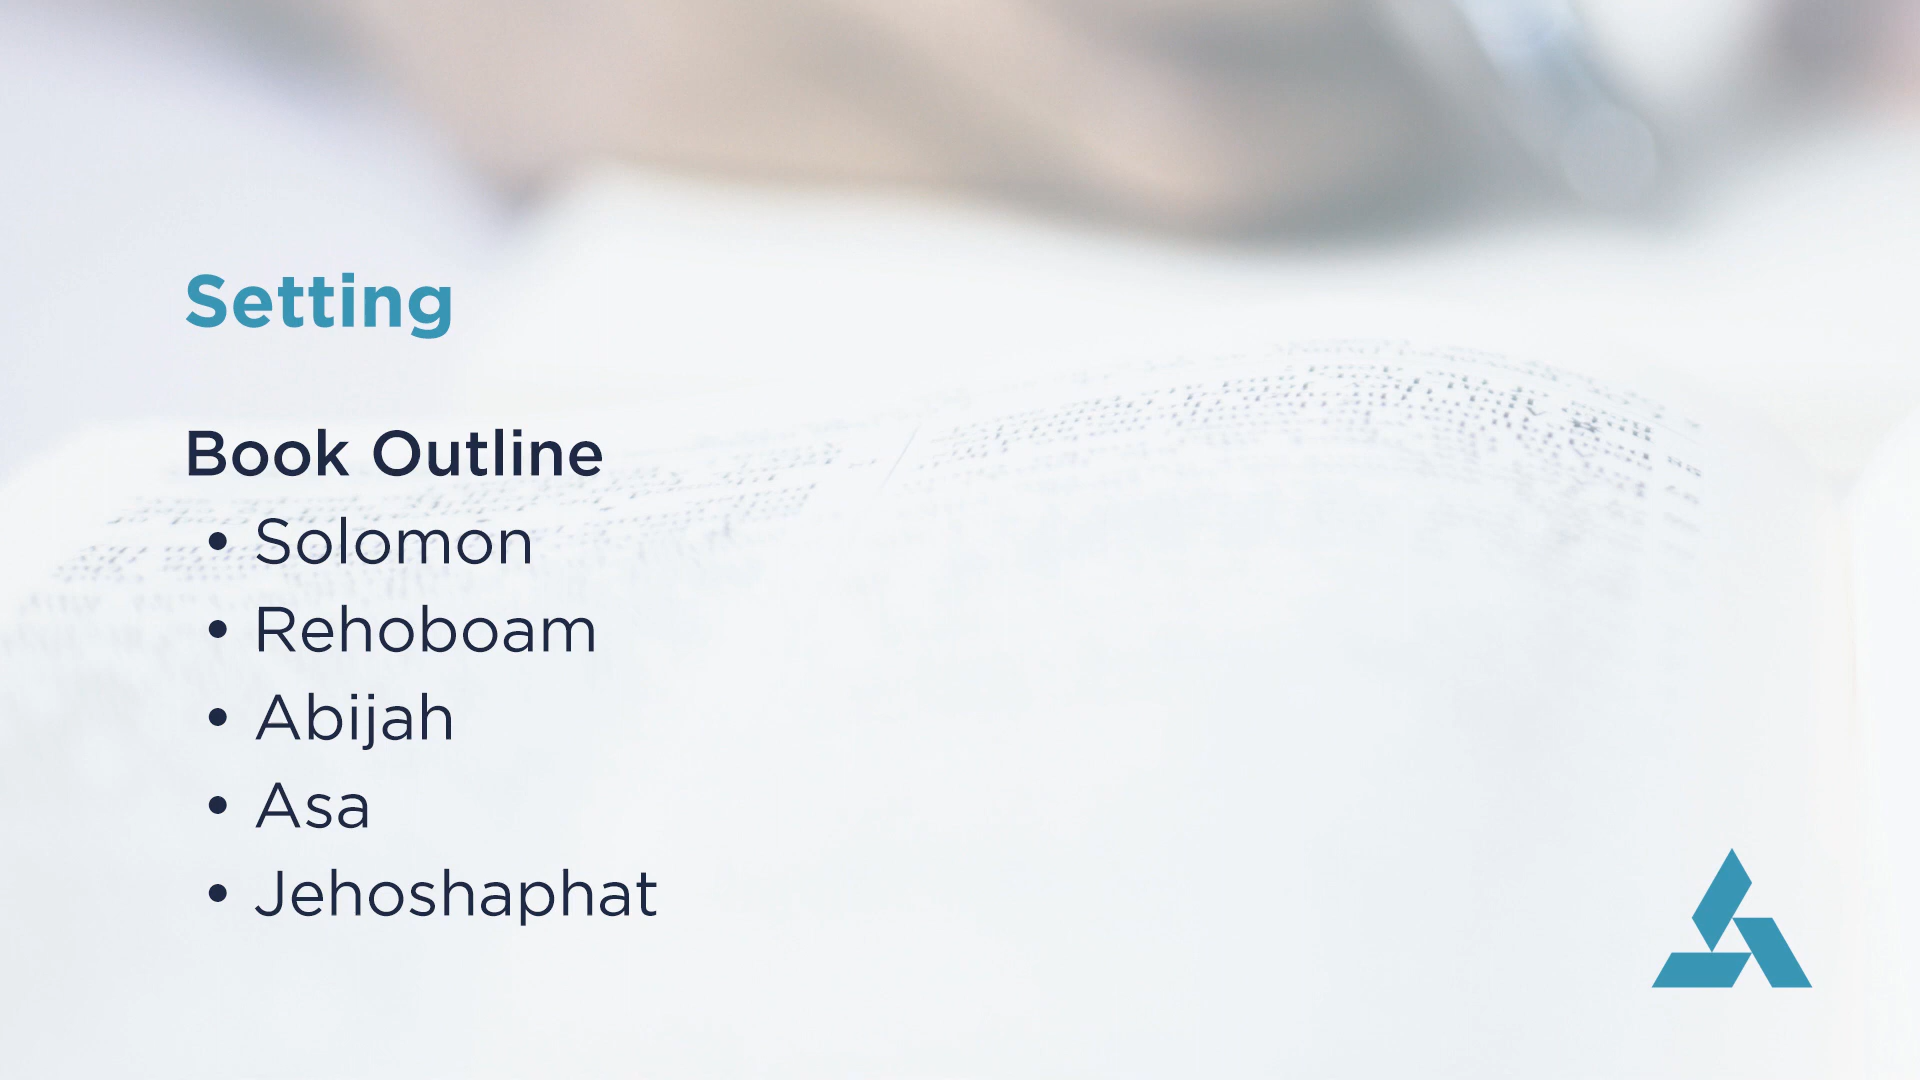 Setting
Book Outline
• Solomon
• Rehoboam
• Abijah
• Asa
• Jehoshaphat